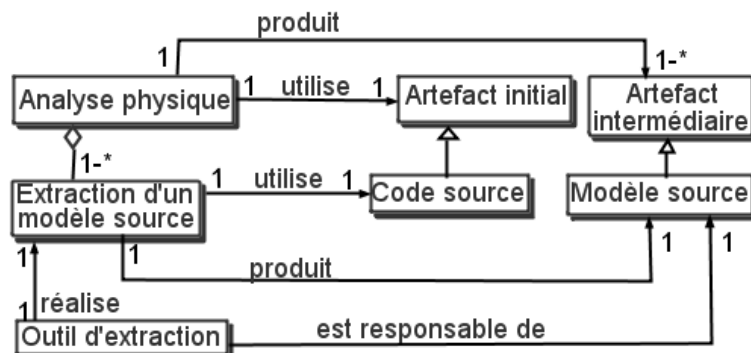 produit
1
1-*
Analyse physique
1
utilise
1
Artefact initial
Artefact
intermédiaire
1-*
Extraction d'un
modèle source
1
utilise
1
Code source
Modèle source
1
1
produit
1
1
réalise
1
Outil d'extraction
est responsable de